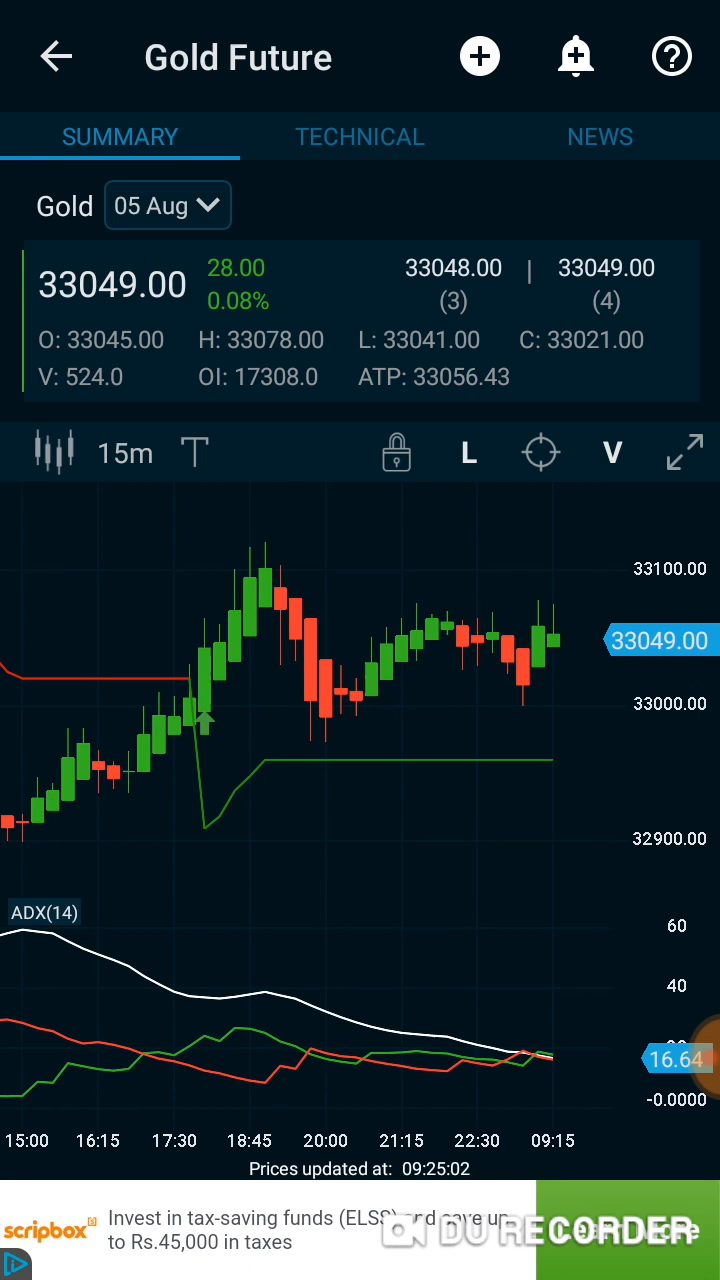 Gold Future
SUMMARY TECHNICAL NEWS
Gold 05 Aug
33049.00 28.00 0.08% 33048.00 (3) | 33049.00 (4)
O: 33045.00 H: 33078.00 L: 33041.00 C: 33021.00
V: 524.0 OI: 17308.0 ATP: 33056.43
15m T L V
33100.00
33049.00
33000.00
32900.00
ADX(14)
60
40
16.64
-0.0000
15:00 16:15 17:30 18:45 20:00 21:15 22:30 09:15
Prices updated at: 09:25:02
scripbox Invest in tax-saving funds (ELSS) and save up
to Rs.45,000 in taxes
DU RECORDER